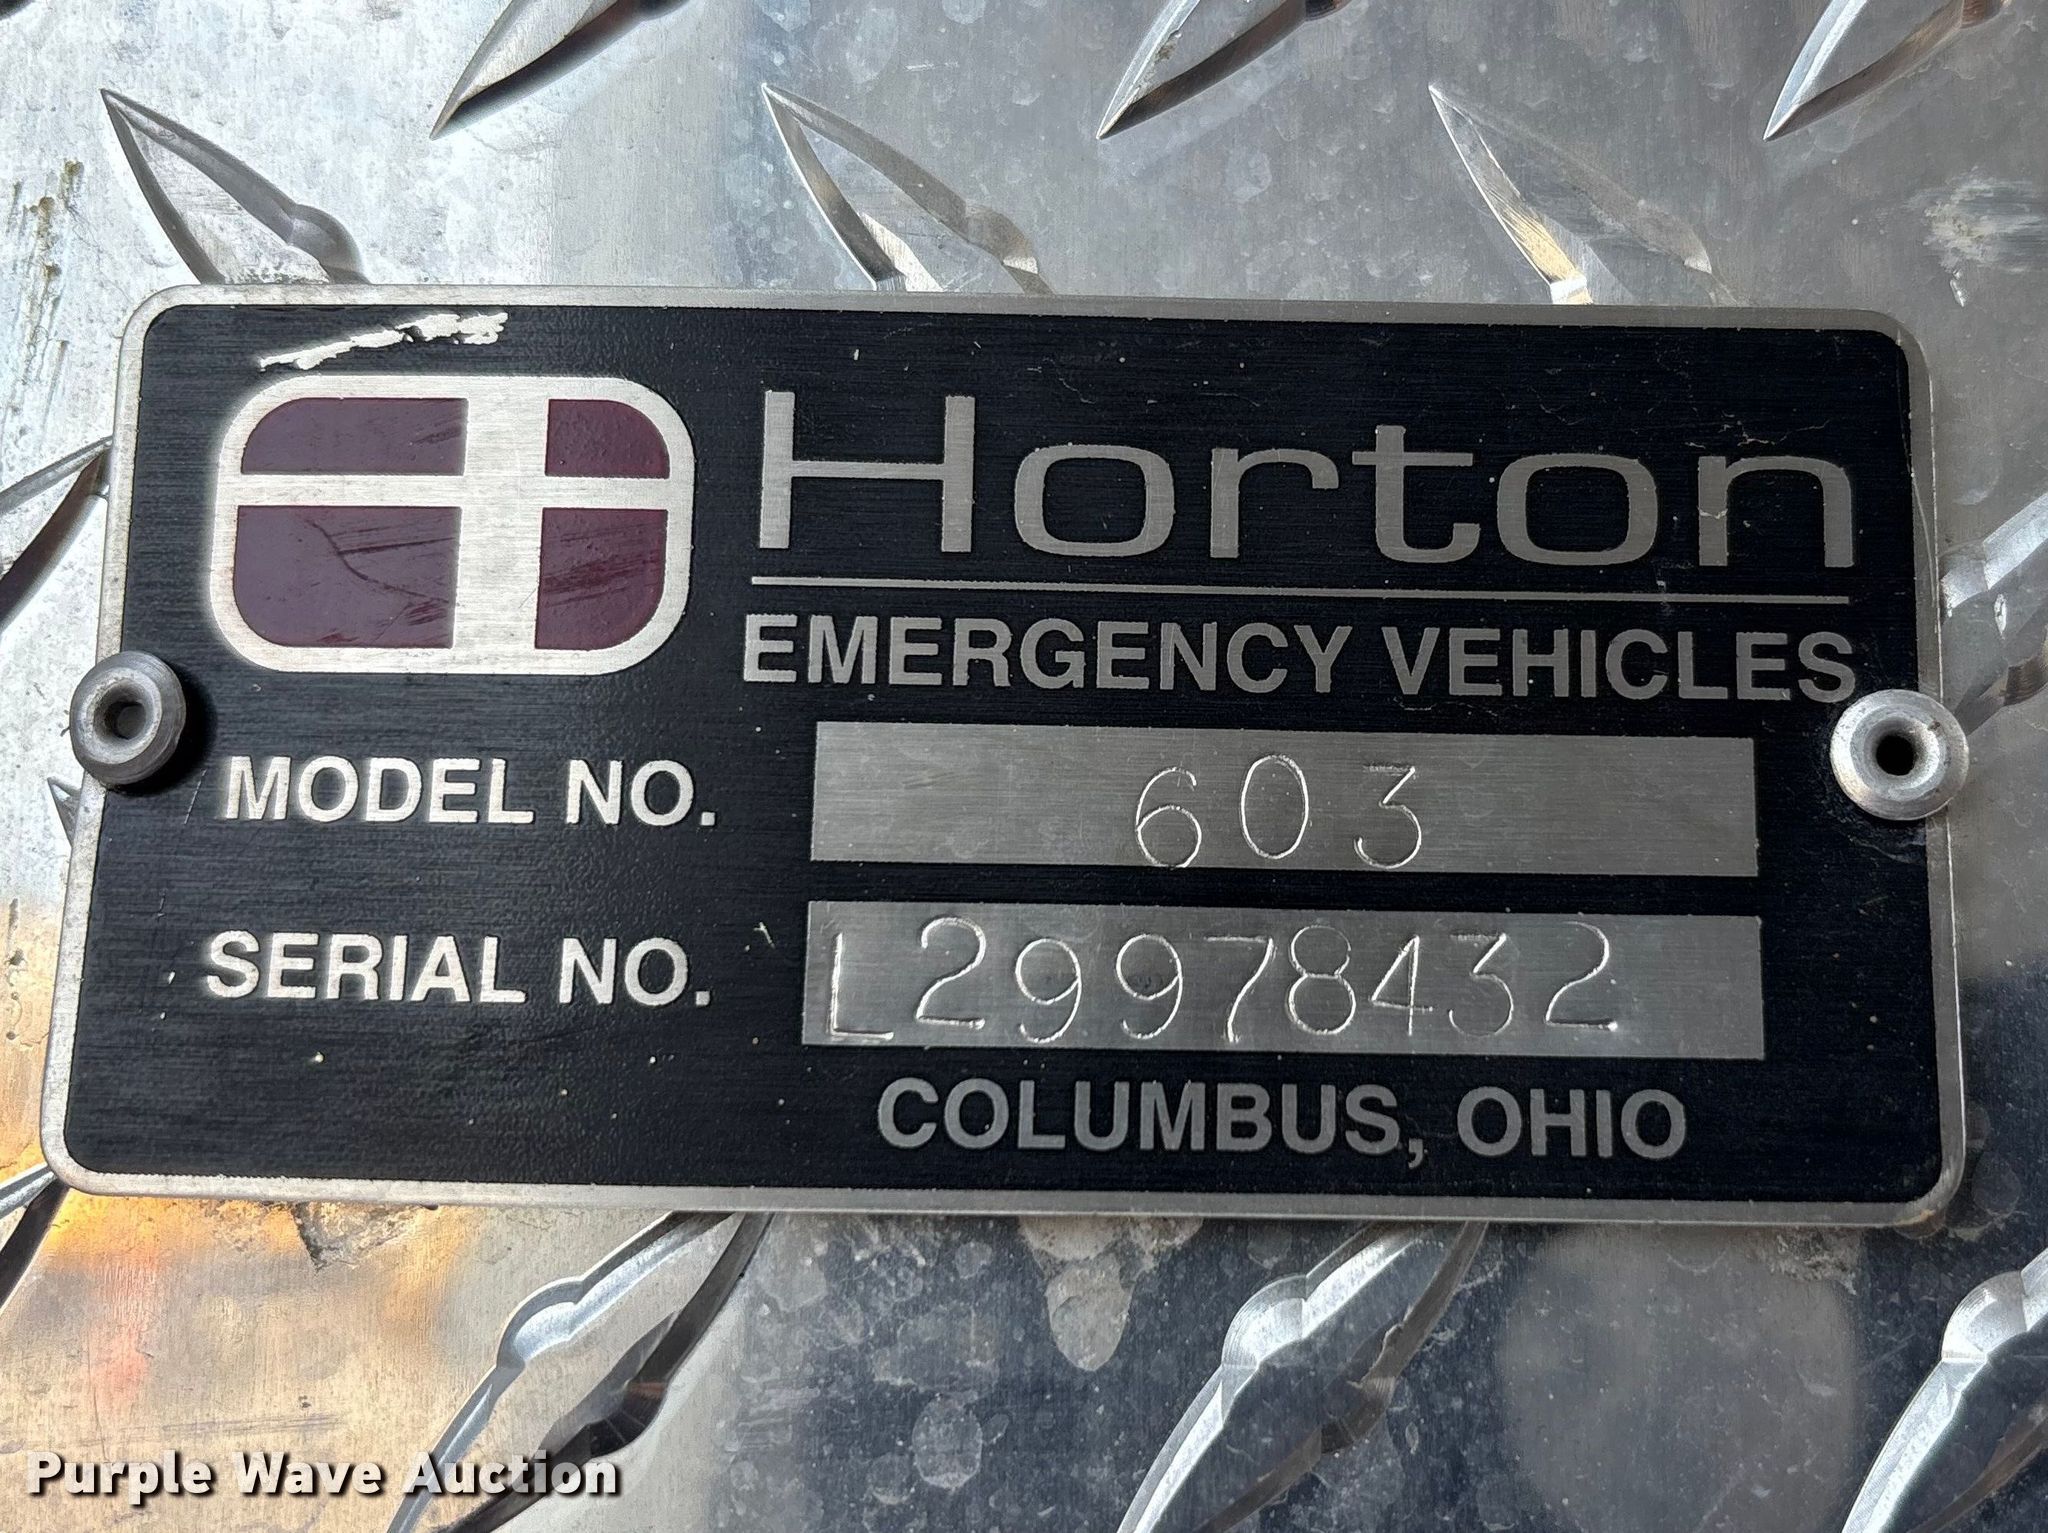 Horton
EMERGENCY VEHICLES
MODEL NO. 603
SERIAL NO. L29978432
COLUMBUS, OHIO
Purple Wave Auction